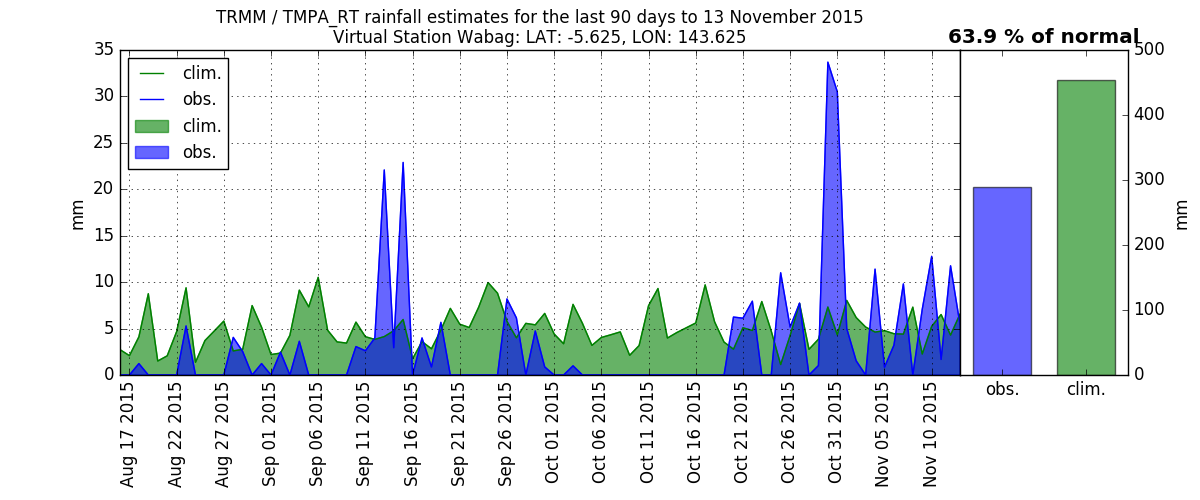 TRMM / TMPA_RT rainfall estimates for the last 90 days to 13 November 2015
Virtual Station Wabag: LAT: -5.625, LON: 143.625
63.9 % of normal
35
30
25
20
15
10
5
0
mm
clim.
obs.
clim.
obs.
Aug 17 2015
Aug 22 2015
Aug 27 2015
Sep 01 2015
Sep 06 2015
Sep 11 2015
Sep 16 2015
Sep 21 2015
Sep 26 2015
Oct 01 2015
Oct 06 2015
Oct 11 2015
Oct 16 2015
Oct 21 2015
Oct 26 2015
Oct 31 2015
Nov 05 2015
Nov 10 2015
500
400
300
200
100
0
mm
obs.
clim.